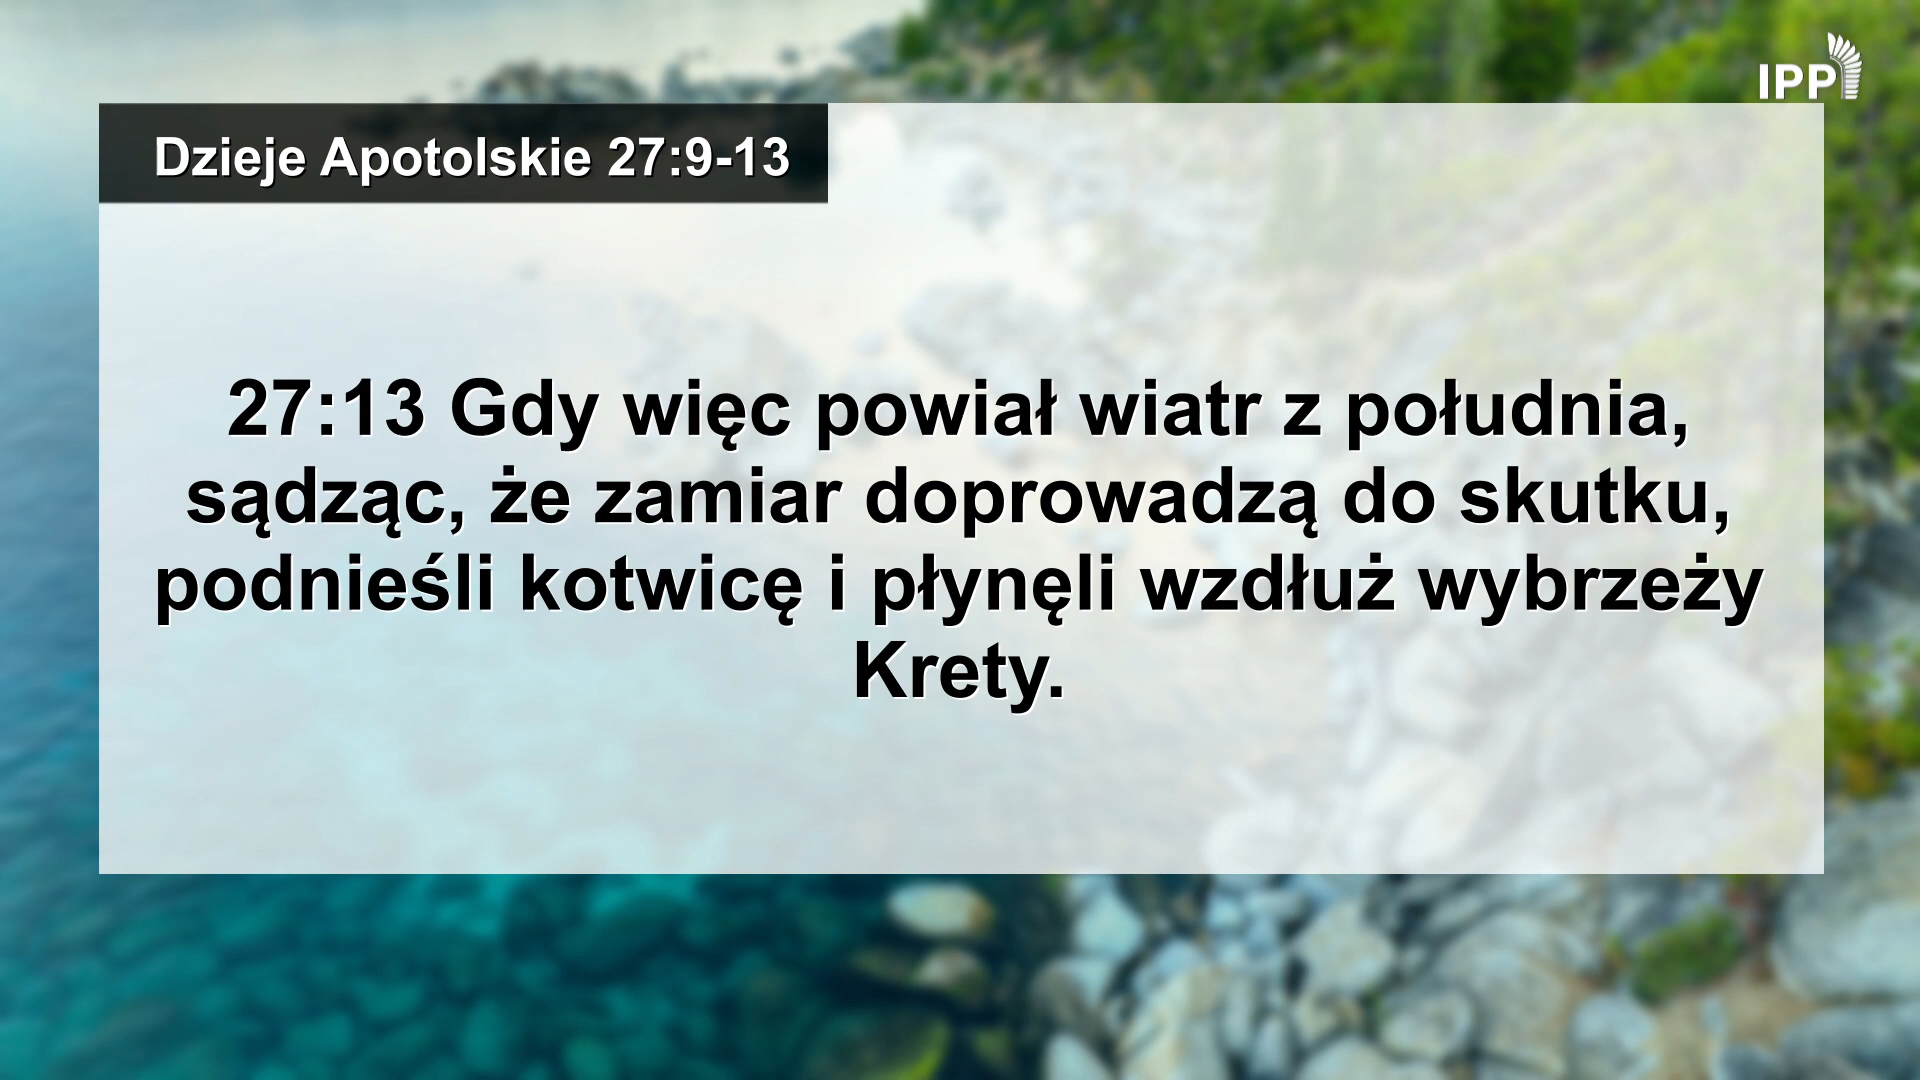 IPP
Dzieje Apotolskie 27:9-13
27:13 Gdy więc powiał wiatr z południa,
sądząc, że zamiar doprowadzą do skutku,
podnieśli kotwicę i płynęli wzdłuż wybrzeży
Krety.